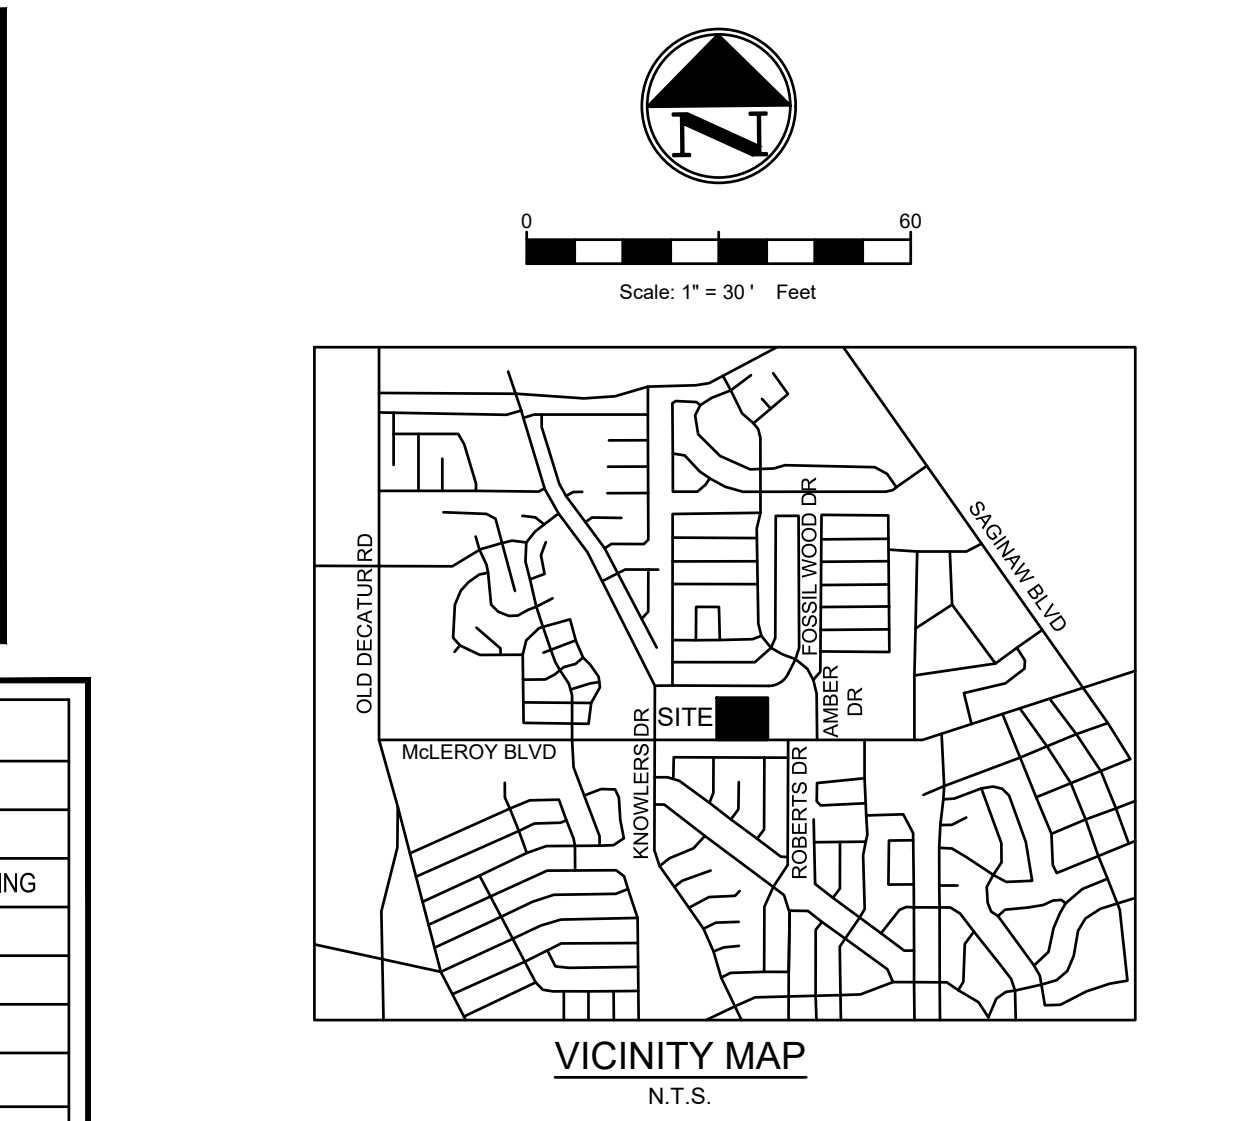 N
0 60
Scale: 1" = 30 ' Feet
FOSSIL WOOD DR
SAGINAW BLVD
OLD DECATUR RD
AMBER
DR
SITE
KNOWLERS DR
McLEROY BLVD
ROBERTS DR
ING
VICINITY MAP
N.T.S.